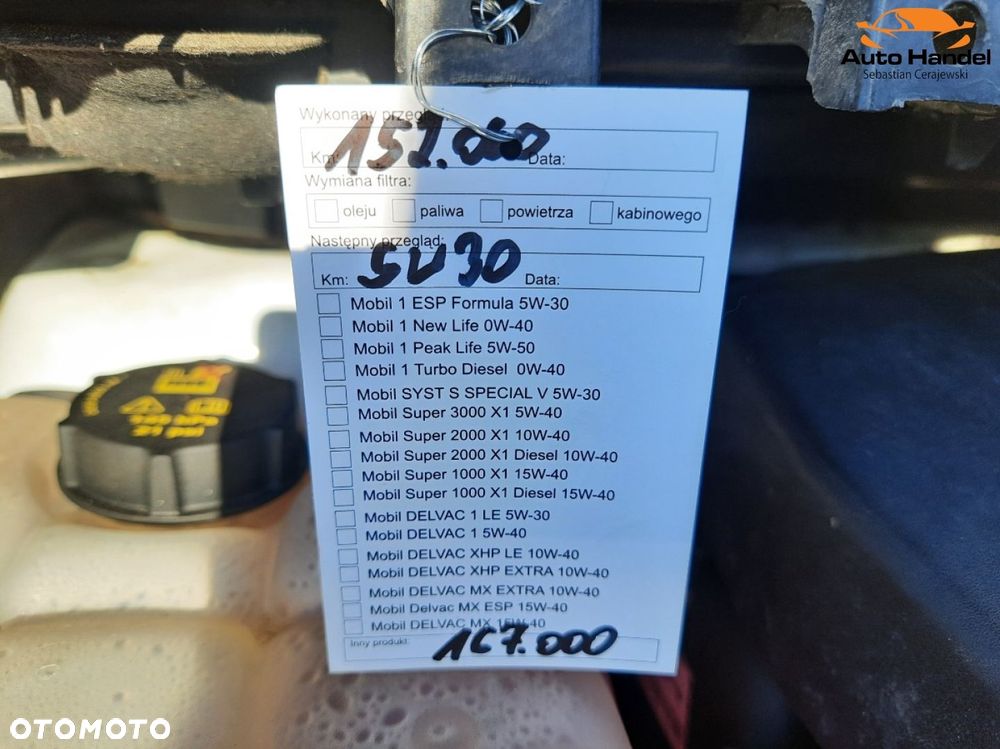 Auto Handel
Sebastian Cerajewski
Wykonany przegląd:
Km: 152.000 Data:
Wymiana filtra:
oleju paliwa powietrza kabinowego
Następny przegląd:
Km: 5W30 Data:
Mobil 1 ESP Formula 5W-30
Mobil 1 New Life 0W-40
Mobil 1 Peak Life 5W-50
Mobil 1 Turbo Diesel 0W-40
Mobil SYST S SPECIAL V 5W-30
Mobil Super 3000 X1 5W-40
Mobil Super 2000 X1 10W-40
Mobil Super 2000 X1 Diesel 10W-40
Mobil Super 1000 X1 15W-40
Mobil Super 1000 X1 Diesel 15W-40
Mobil DELVAC 1 LE 5W-30
Mobil DELVAC 1 5W-40
Mobil DELVAC XHP LE 10W-40
Mobil DELVAC XHP EXTRA 10W-40
Mobil DELVAC MX EXTRA 10W-40
Mobil Delvac MX ESP 15W-40
Mobil DELVAC MX 15W-40
Inny produkt: 167.000
OTOMOTO